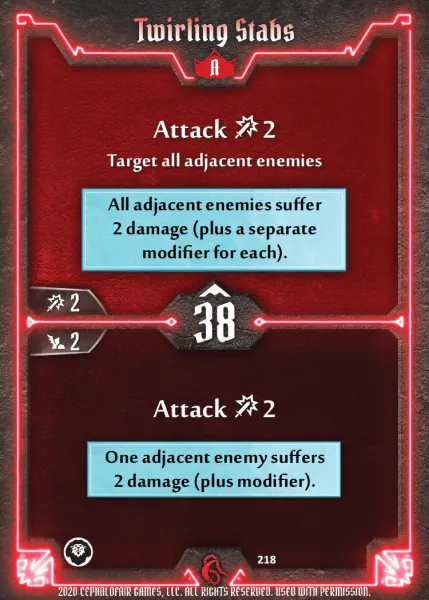 Twirling Stabs
A
Attack 2
Target all adjacent enemies
All adjacent enemies suffer
2 damage (plus a separate
modifier for each).
2
38
2
Attack 2
One adjacent enemy suffers
2 damage (plus modifier).
218
2020 CEPHALOFAIR GAMES, LLC. ALL RIGHTS RESERVED. USED WITH PERMISSION.